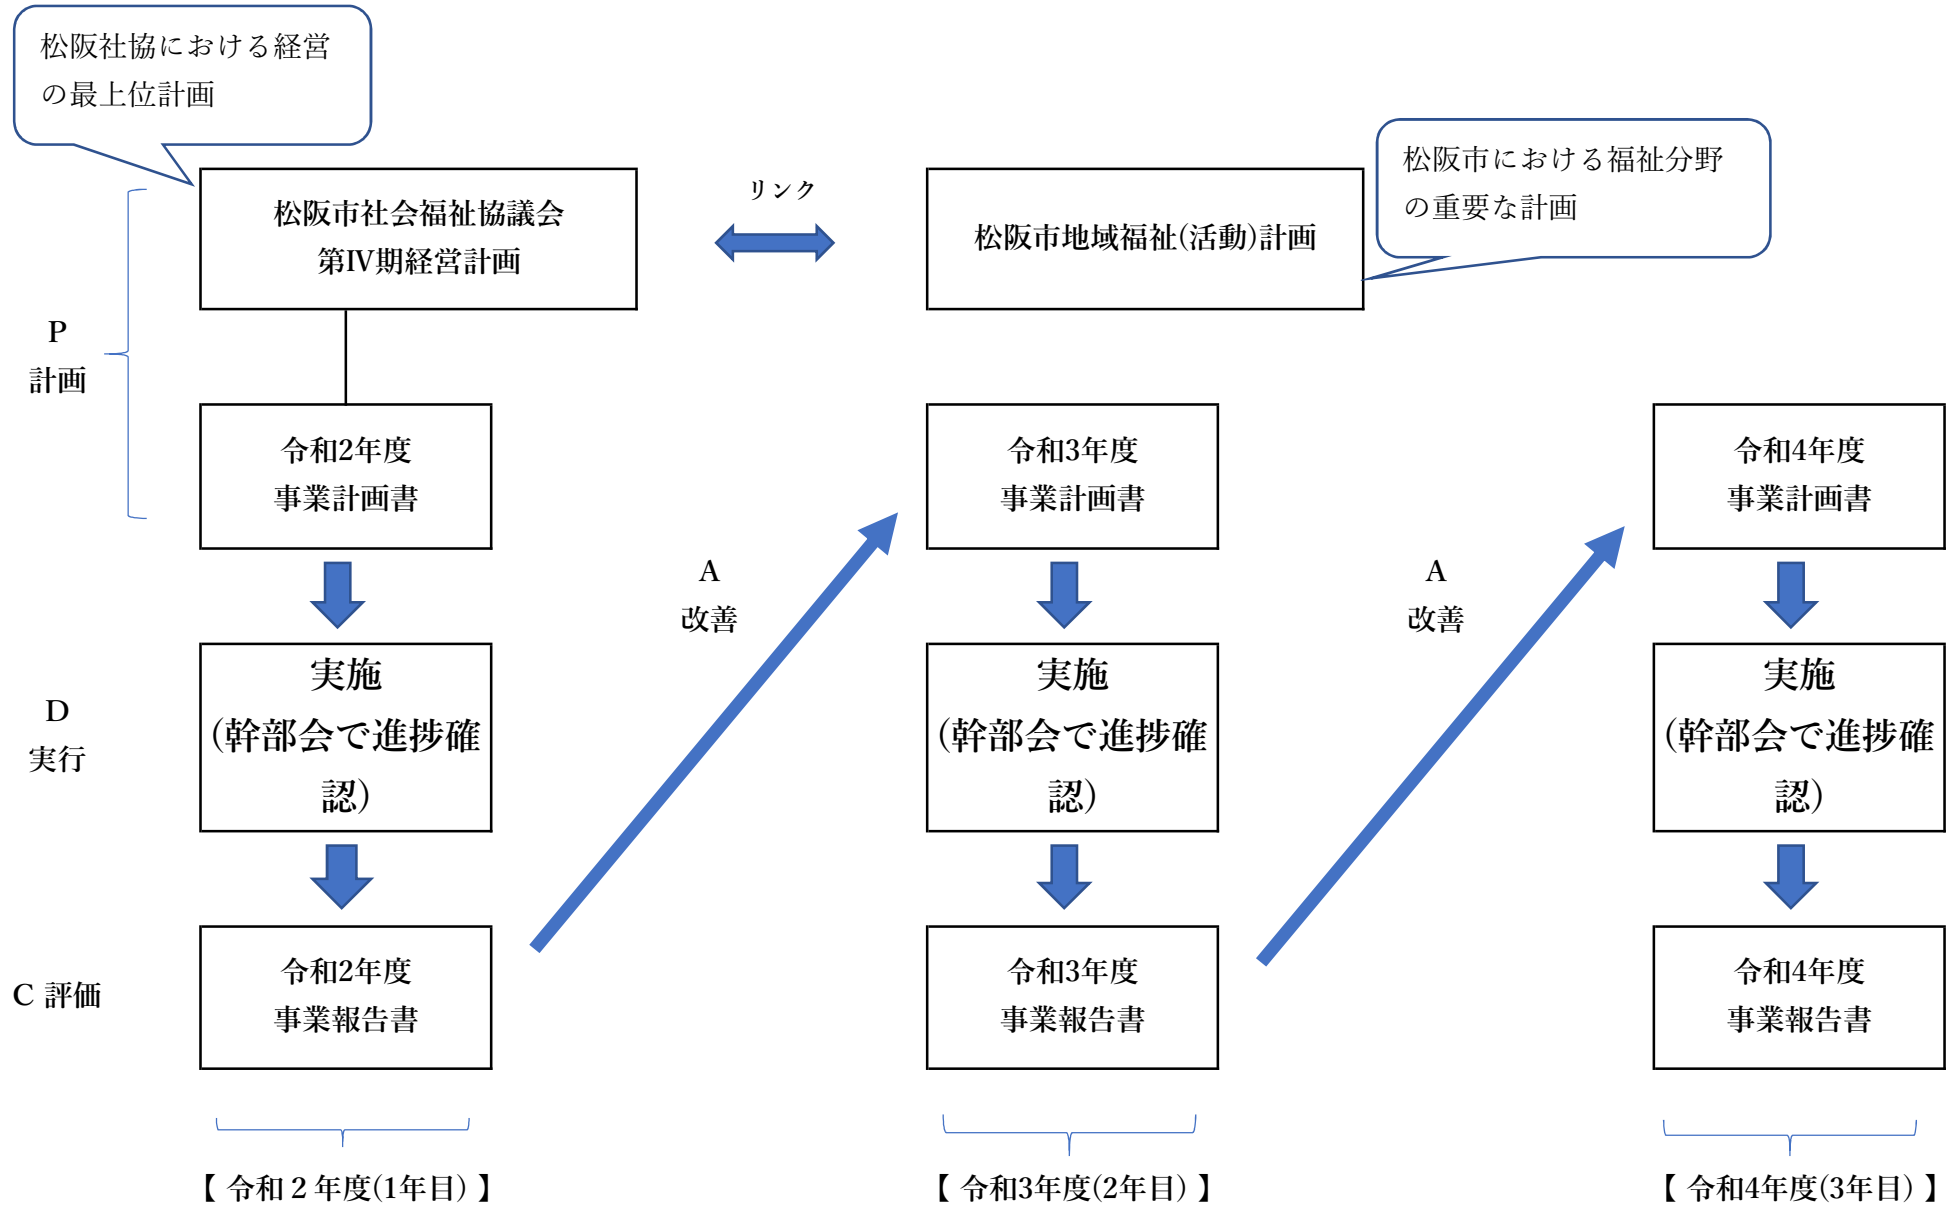 松阪社協における経営
の最上位計画
松阪市における福祉分野
の重要な計画
松阪市社会福祉協議会
第Ⅳ期経営計画
リンク
松阪市地域福祉(活動)計画
P
計画
令和2年度
事業計画書
令和3年度
事業計画書
令和4年度
事業計画書
A
改善
A
改善
D
実行
実施
(幹部会で進捗確
認)
実施
(幹部会で進捗確
認)
実施
(幹部会で進捗確
認)
C 評価
令和2年度
事業報告書
令和3年度
事業報告書
令和4年度
事業報告書
【 令和２年度(1年目) 】
【 令和3年度(2年目) 】
【 令和4年度(3年目) 】